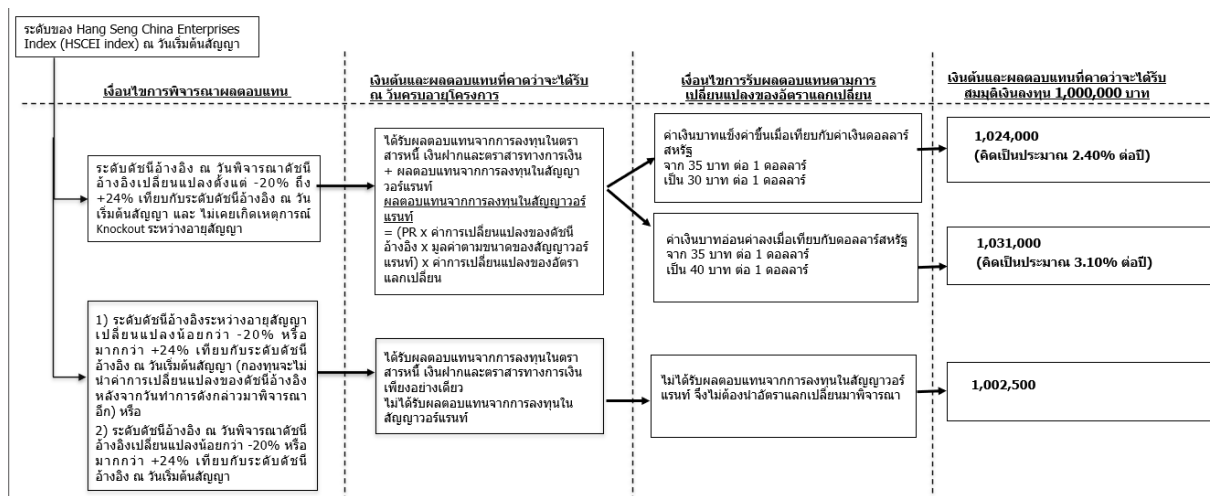 ระดับของ Hang Seng China Enterprises
Index (HSCEI index) ณ วันเริ่มต้นสัญญา
เงื่อนไขการพิจารณาผลตอบแทน
เงินต้นและผลตอบแทนที่คาดว่าจะได้รับ
ณ วันครบอายุโครงการ
เงื่อนไขการรับผลตอบแทนตามการ
เปลี่ยนแปลงของอัตราแลกเปลี่ยน
เงินต้นและผลตอบแทนที่คาดว่าจะได้รับ
สมมุติเงินลงทุน 1,000,000 บาท
ระดับดัชนีอ้างอิง ณ วันพิจารณาดัชนี
อ้างอิงเปลี่ยนแปลงตั้งแต่ -20% ถึง
+24% เทียบกับระดับดัชนีอ้างอิง ณ วัน
เริ่มต้นสัญญา และ ไม่เคยเกิดเหตุการณ์
Knockout ระหว่างอายุสัญญา
ได้รับผลตอบแทนจากการลงทุนในตรา
สารหนี้ เงินฝากและตราสารทางการเงิน
+ ผลตอบแทนจากการลงทุนในสัญญา
วอร์แรนท์
ผลตอบแทนจากการลงทุนในสัญญาวอร์
แรนท์
= (PR x ค่าการเปลี่ยนแปลงของดัชนี
อ้างอิง x มูลค่าตามขนาดของสัญญาวอร์
แรนท์) x ค่าการเปลี่ยนแปลงของอัตรา
แลกเปลี่ยน
ค่าเงินบาทแข็งค่าขึ้นเมื่อเทียบกับค่าเงินดอลลาร์
สหรัฐ
จาก 35 บาท ต่อ 1 ดอลลาร์
เป็น 30 บาท ต่อ 1 ดอลลาร์
1,024,000
(คิดเป็นประมาณ 2.40% ต่อปี)
ค่าเงินบาทอ่อนค่าลงเมื่อเทียบกับดอลลาร์สหรัฐ
จาก 35 บาท ต่อ 1 ดอลลาร์
เป็น 40 บาท ต่อ 1 ดอลลาร์
1,031,000
(คิดเป็นประมาณ 3.10% ต่อปี)
1) ระดับดัชนีอ้างอิงระหว่างอายุสัญญา
เปลี่ยนแปลงน้อยกว่า -20% หรือ
มากกว่า +24% เทียบกับระดับดัชนี
อ้างอิง ณ วันเริ่มต้นสัญญา (กองทุนจะไม่
นำค่าการเปลี่ยนแปลงของดัชนีอ้างอิง
หลังจากวันทำการดังกล่าวมาพิจารณา
อีก) หรือ
2) ระดับดัชนีอ้างอิง ณ วันพิจารณาดัชนี
อ้างอิงเปลี่ยนแปลงน้อยกว่า -20% หรือ
มากกว่า +24% เทียบกับระดับดัชนี
อ้างอิง ณ วันเริ่มต้นสัญญา
ได้รับผลตอบแทนจากการลงทุนในตรา
สารหนี้ เงินฝากและตราสารทางการเงิน
เพียงอย่างเดียว
ไม่ได้รับผลตอบแทนจากการลงทุนใน
สัญญาวอร์แรนท์
ไม่ได้รับผลตอบแทนจากการลงทุนในสัญญาวอร์
แรนท์ จึงไม่ต้องนำอัตราแลกเปลี่ยนมาพิจารณา
1,002,500